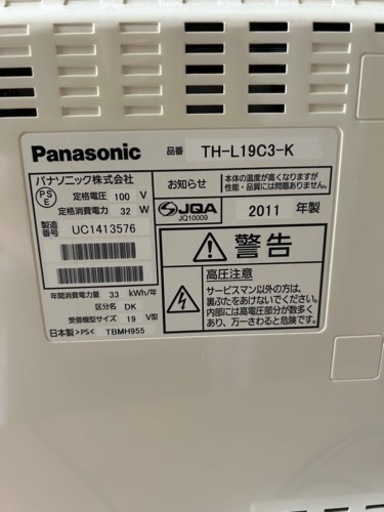 Panasonic
品番 TH-L19C3-K
パナソニック株式会社
PS
E
定格電圧 100 V
定格消費電力 32 W
製造
番号 UC1413576
お知らせ
本体の温度が高くなりますが
性能・品質には問題ありません。
JQA
JQ10009
2011 年製
警告
高圧注意
サービスマン以外の方は、
裏ぶたをあけないでください。
内部には高電圧部分が数多く
あり、万一さわると危険です。
年間消費電力量 33 kWh/年
区分名 DK
受信機型サイズ 19 V型
日本製 >PS< TBMH955